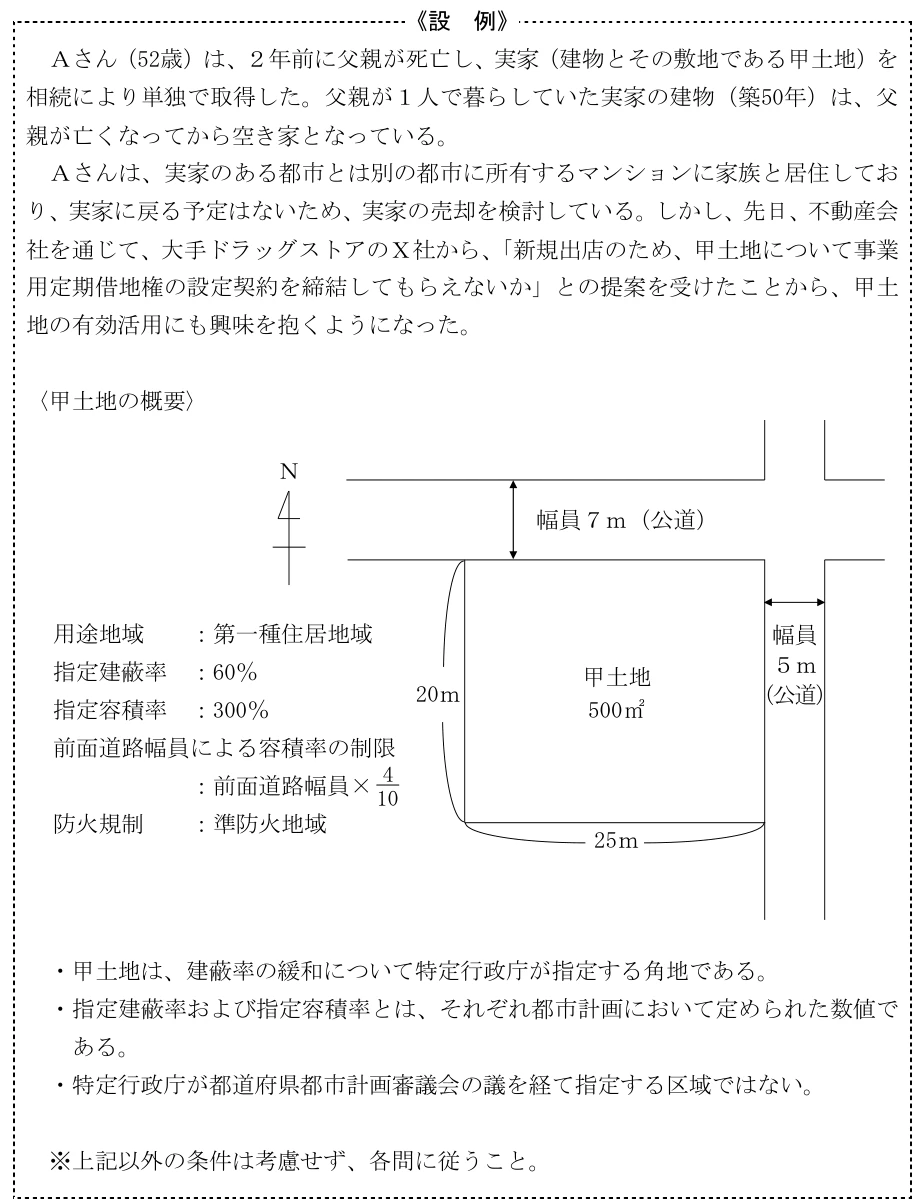 《設　例》
Ａさん（52歳）は、２年前に父親が死亡し、実家（建物とその敷地である甲土地）を
相続により単独で取得した。父親が１人で暮らしていた実家の建物（築50年）は、父
親が亡くなってから空き家となっている。
Ａさんは、実家のある都市とは別の都市に所有するマンションに家族と居住してお
り、実家に戻る予定はないため、実家の売却を検討している。しかし、先日、不動産会
社を通じて、大手ドラッグストアのＸ社から、「新規出店のため、甲土地について事業
用定期借地権の設定契約を締結してもらえないか」との提案を受けたことから、甲土
地の有効活用にも興味を抱くようになった。
〈甲土地の概要〉
N
幅員７ｍ（公道）
幅員
５ｍ
（公道）
甲土地
500㎡
20ｍ
25ｍ
用途地域　：第一種住居地域
指定建蔽率　：60％
指定容積率　：300％
前面道路幅員による容積率の制限
：前面道路幅員×4/10
防火規制　：準防火地域
・甲土地は、建蔽率の緩和について特定行政庁が指定する角地である。
・指定建蔽率および指定容積率とは、それぞれ都市計画において定められた数値で
ある。
・特定行政庁が都道府県都市計画審議会の議を経て指定する区域ではない。
※上記以外の条件は考慮せず、各問に従うこと。